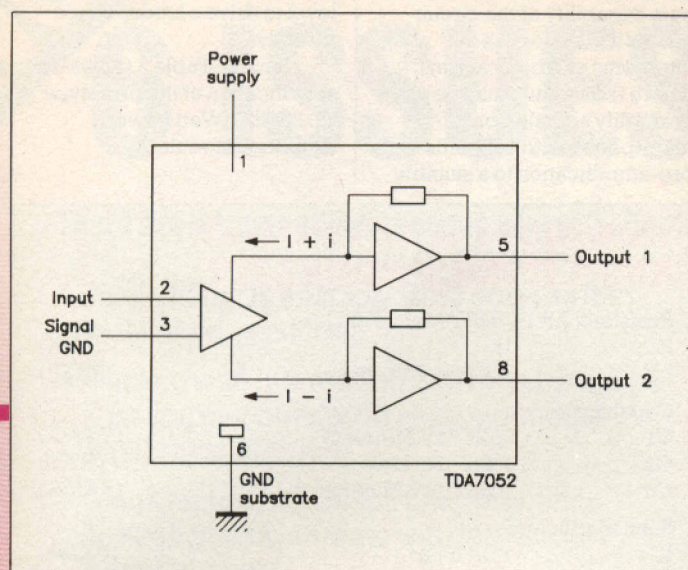 Power
supply
1
I + i
5
Output 1
Input
2
Signal
GND
3
8
Output 2
I - i
6
GND
substrate
TDA7052